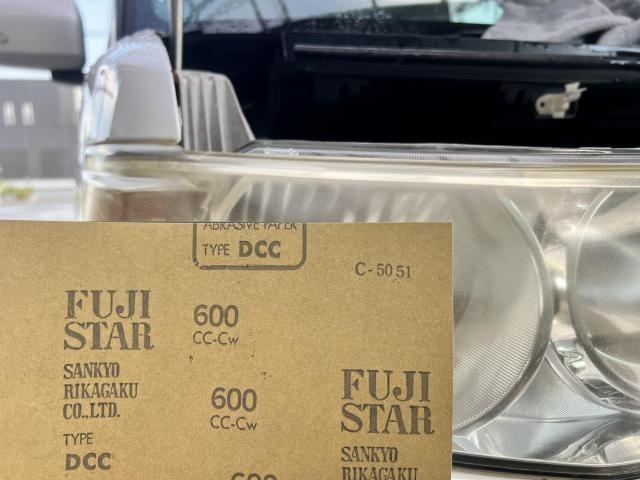 ABRASIVE PAPER
TYPE DCC
C-5051
FUJI
STAR
SANKYO
RIKAGAKU
CO.,LTD.
TYPE
DCC
600
CC-Cw
600
CC-Cw
600
FUJI
STAR
SANKYO
RIKAGAKU